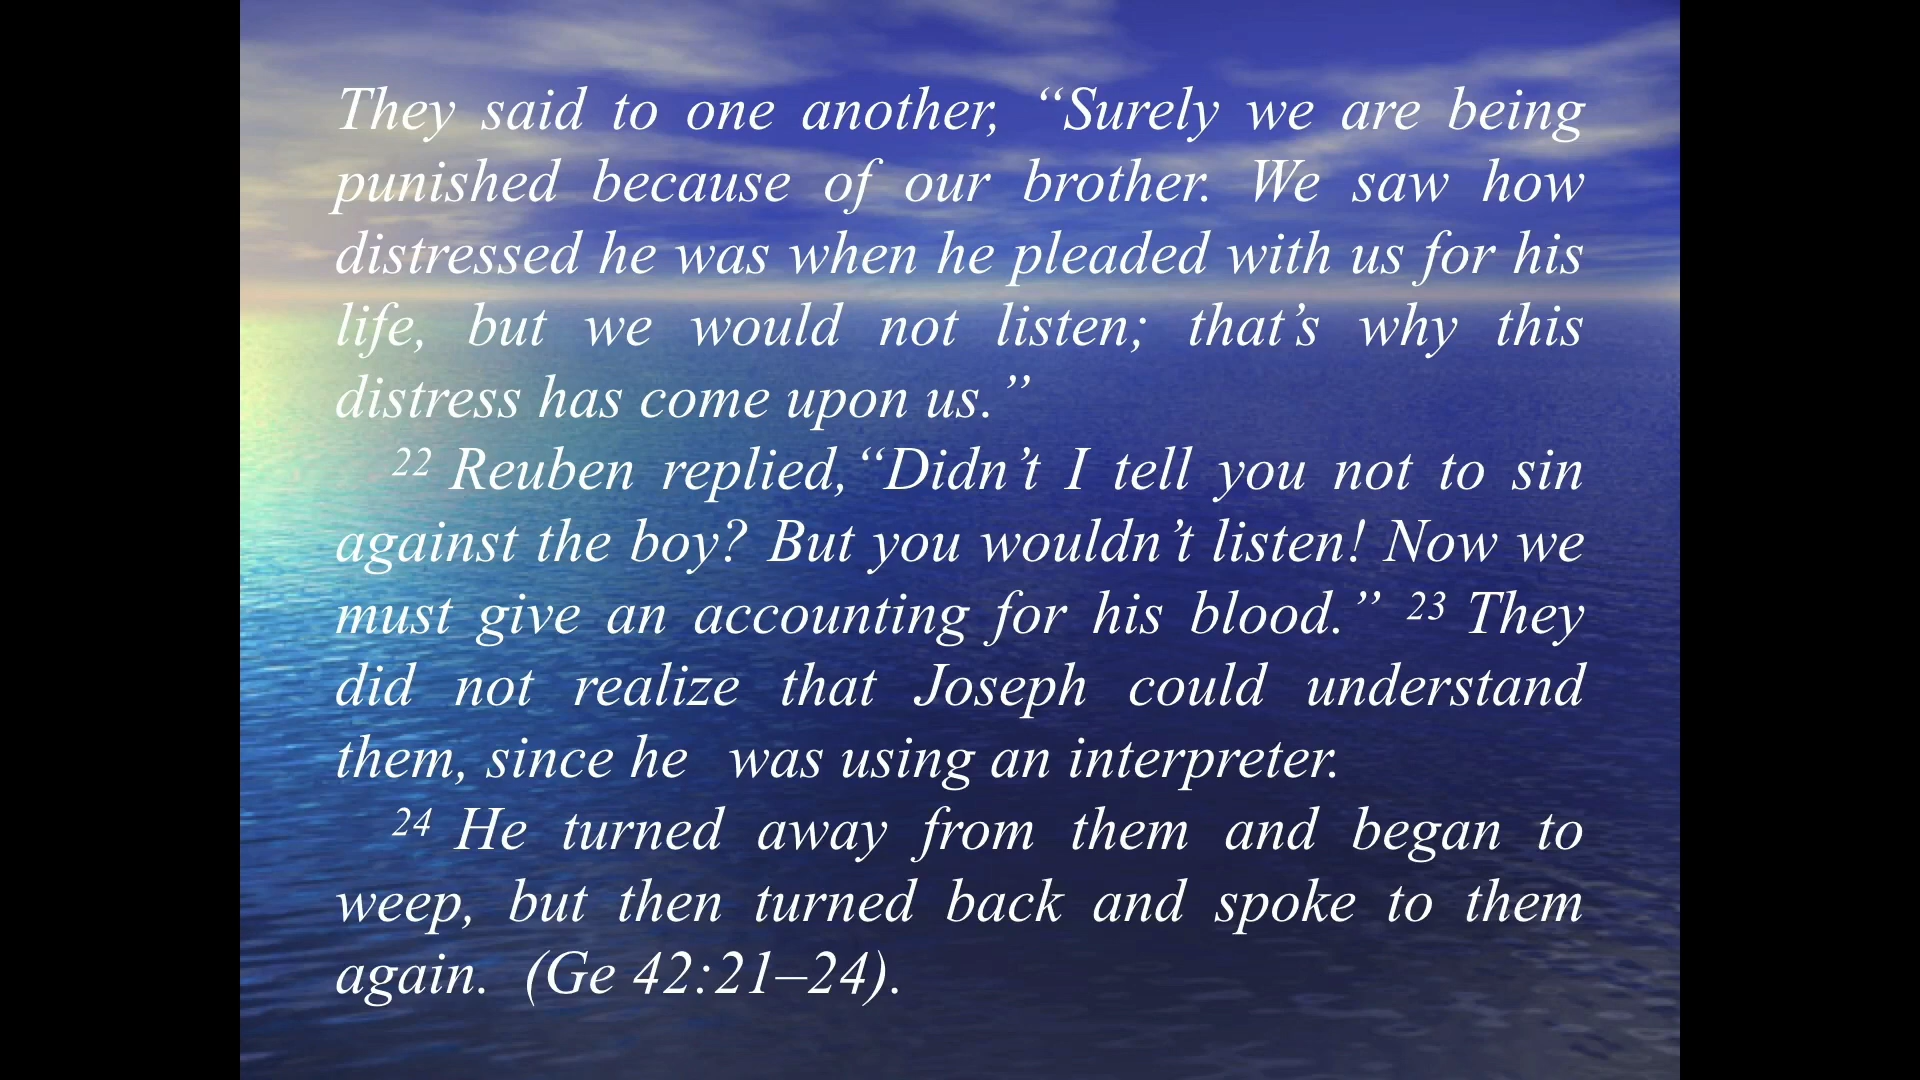 They said to one another, “Surely we are being
punished because of our brother. We saw how
distressed he was when he pleaded with us for his
life, but we would not listen; that’s why this
distress has come upon us.”
22 Reuben replied,“Didn’t I tell you not to sin
against the boy? But you wouldn’t listen! Now we
must give an accounting for his blood.” 23 They
did not realize that Joseph could understand
them, since he  was using an interpreter.
24 He turned away from them and began to
weep, but then turned back and spoke to them
again.  (Ge 42:21–24).